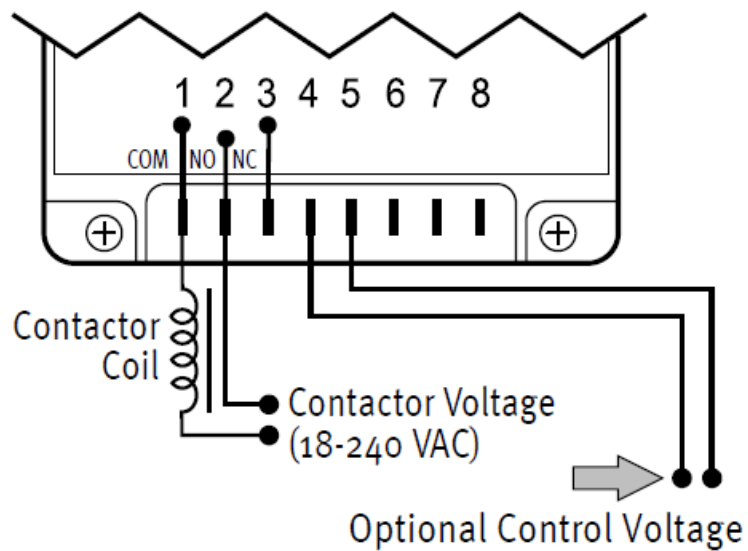 1 2 3 4 5 6 7 8
COM NO NC
Contactor
Coil
Contactor Voltage
(18-240 VAC)
Optional Control Voltage